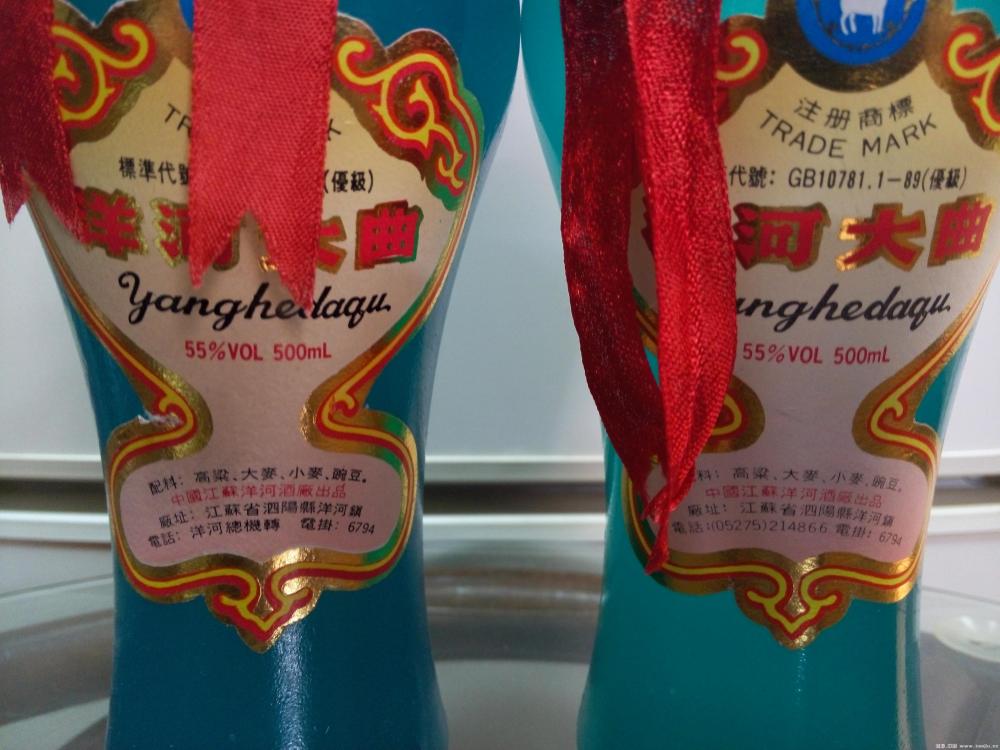 標準代號
(優級)
洋河大曲
Yanghedaqu.
55%VOL 500mL
配料: 高粱、大麥、小麥、豌豆。
中國江蘇洋河酒廠出品
廠址: 江蘇省泗陽縣洋河鎮
電話: 洋河總機轉 電掛: 6794
注册商標
TRADE MARK
代號: GB10781.1-89(優級)
河大曲
anghedaqu.
55%VOL 500mL
料: 高粱、大麥、小麥、豌豆。
中國江蘇洋河酒廠出品
廠址: 江蘇省泗陽縣洋河鎮
電話:(05275)214866 電掛: 6794